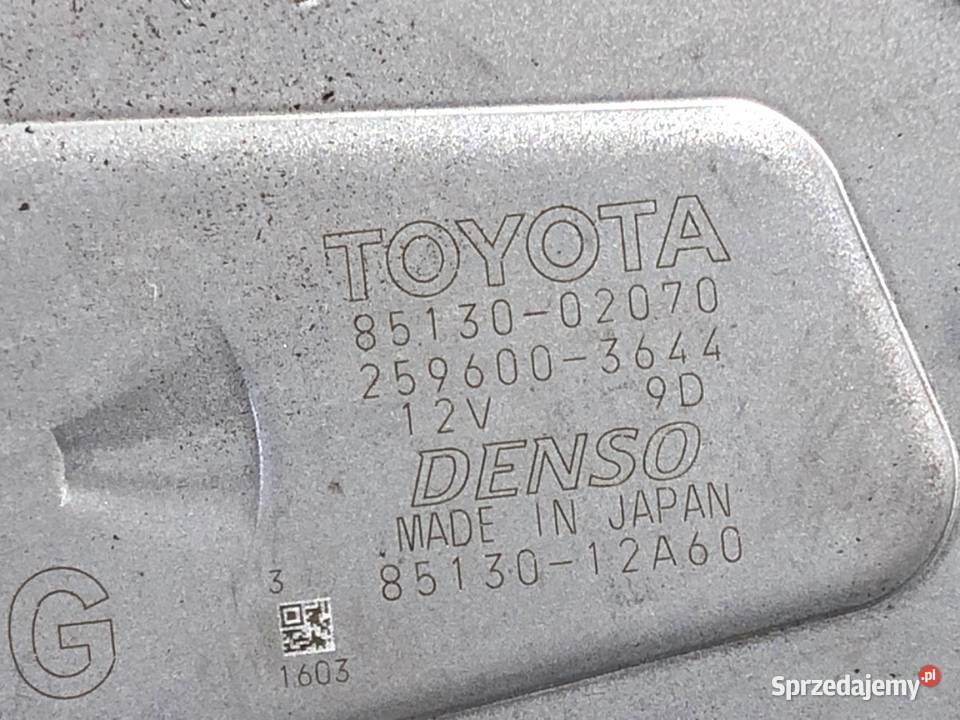 TOYOTA
85130-02070
259600-3644
12V 9D
DENSO
MADE IN JAPAN
85130-12A60
3
G
1603
Sprzedajemy.pl